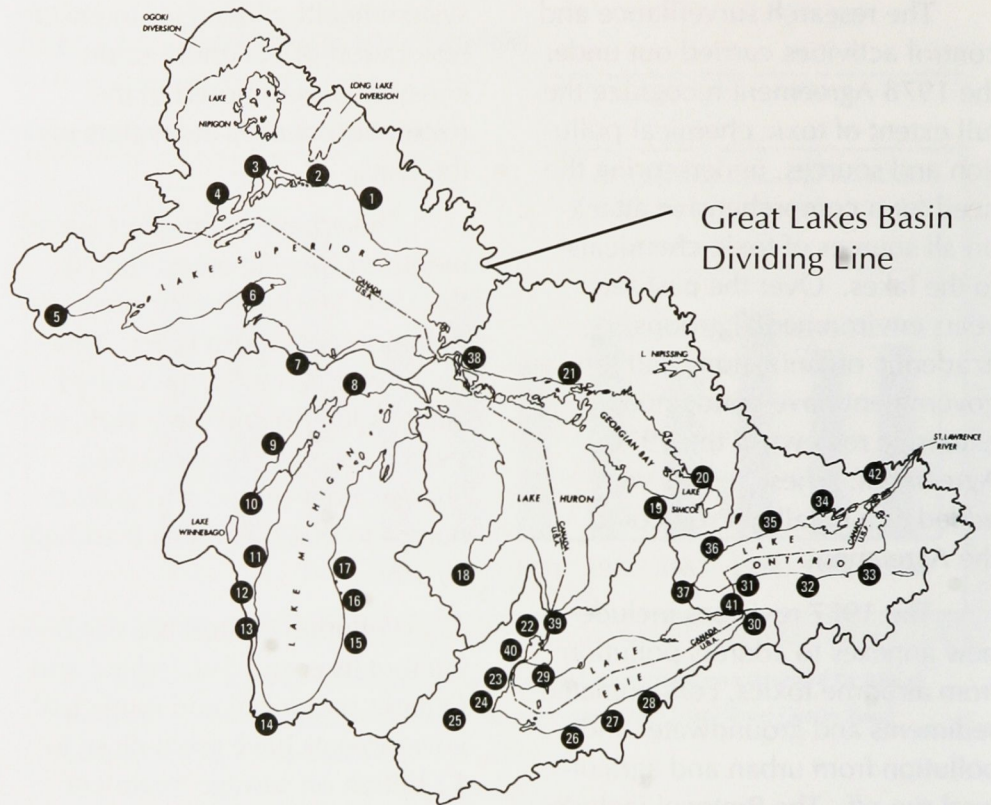 OGOKI
DIVERSION
LONG LAKE
DIVERSION
LAKE
NIPIGON
3
2
4
1
Great Lakes Basin
Dividing Line
LAKE SUPERIOR
CANADA
U.S.A.
6
5
38
L. NIPISSING
7
21
8
GEORGIAN BAY
ST. LAWRENCE
RIVER
9
42
20
LAKE
SIMCOE
10
LAKE HURON
19
34
LAKE
WINNEBAGO
LAKE MICHIGAN
CANADA
U.S.A.
35
CANADA
U.S.A.
36
LAKE
ONTARIO
11
17
18
33
12
37
31
32
16
41
13
22
39
30
15
40
CANADA
U.S.A.
LAKE
ERIE
23
29
24
28
14
25
27
26